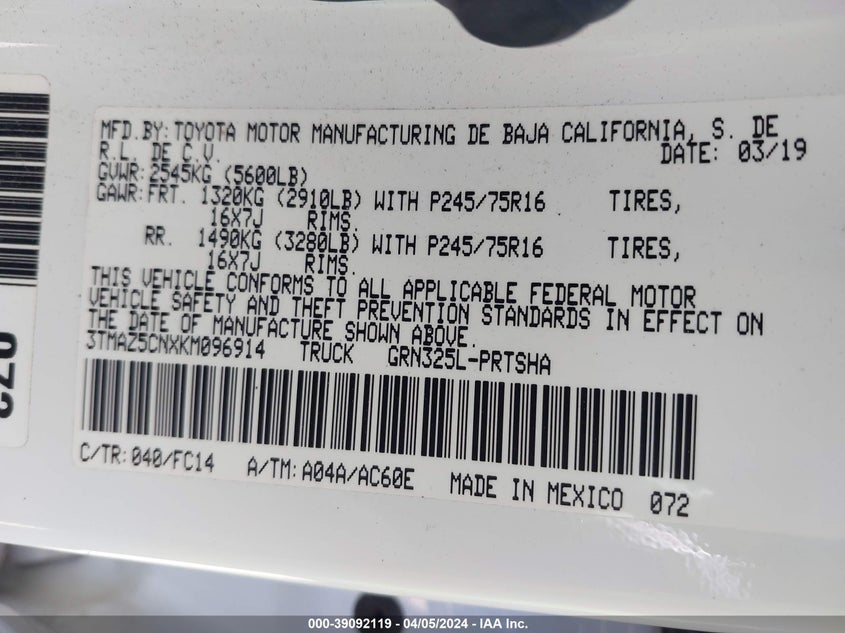 MFD.BY: TOYOTA MOTOR MANUFACTURING DE BAJA CALIFORNIA, S. DE
R.L. DE C.V. DATE: 03/19
GVWR: 2545KG (5600LB)
GAWR: FRT. 1320KG (2910LB) WITH P245/75R16 TIRES,
16X7J RIMS.
RR. 1490KG (3280LB) WITH P245/75R16 TIRES,
16X7J RIMS.
THIS VEHICLE CONFORMS TO ALL APPLICABLE FEDERAL MOTOR
VEHICLE SAFETY AND THEFT PREVENTION STANDARDS IN EFFECT ON
THE DATE OF MANUFACTURE SHOWN ABOVE.
3TMAZ5CNXKM096914 TRUCK GRN325L-PRTSHA
C/TR: 040/FC14 A/TM: A04A/AC60E MADE IN MEXICO 072
000-39092119 - 04/05/2024 - IAA Inc.